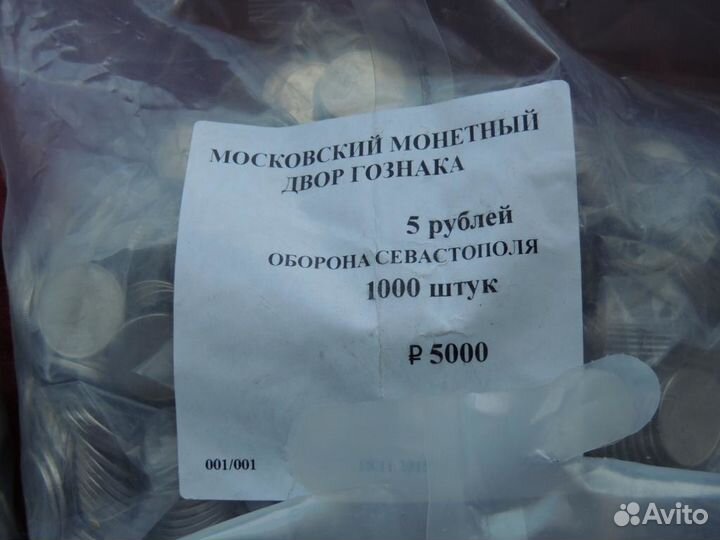 МОСКОВСКИЙ МОНЕТНЫЙ
ДВОР ГОЗНАКА
5 рублей
ОБОРОНА СЕВАСТОПОЛЯ
1000 штук
₽ 5000
001/001
Avito